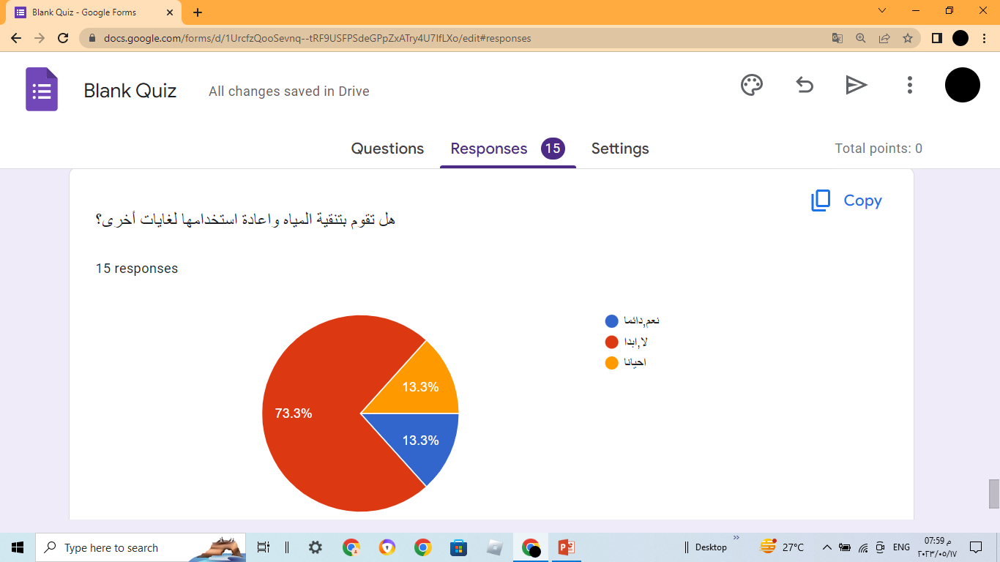 Blank Quiz - Google Forms
docs.google.com/forms/d/1UrcfzQooSevnq--tRF9USFPSdeGPpZxATry4U7IfLXo/edit#responses
Blank Quiz
All changes saved in Drive
Questions
Responses 15
Settings
Total points: 0
Copy
هل تقوم بتنقية المياه واعادة استخدامها لغايات أخرى؟
15 responses
نعم,دائما
لا,ابدا
احيانا
13.3%
73.3%
13.3%
Type here to search
Desktop
27°C
ENG
07:59 م
٢٠٢٣/٠٥/١٧